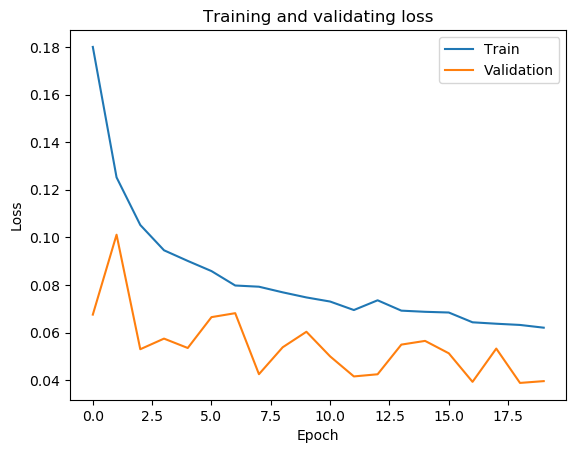 Training and validating loss
Train
Validation
Loss
0.18
0.16
0.14
0.12
0.10
0.08
0.06
0.04
0.0 2.5 5.0 7.5 10.0 12.5 15.0 17.5
Epoch